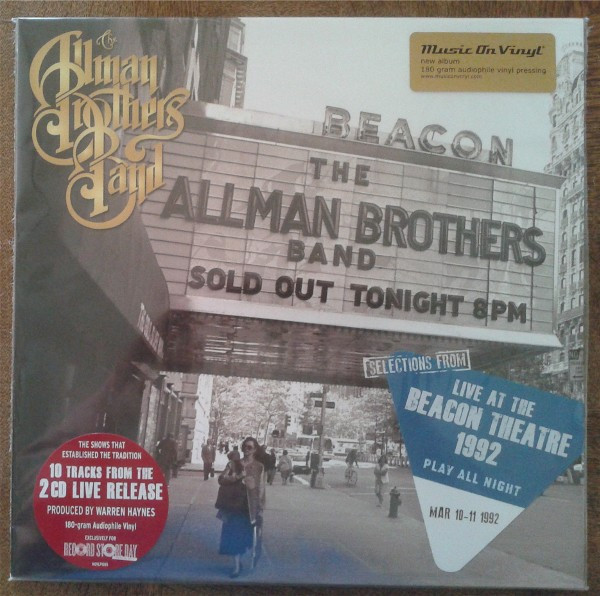 The
Allman
Brothers
Band
Music On Vinyl
new album
180 gram audiophile vinyl pressing
www.musiconvinyl.com
BEACON
THE
ALLMAN BROTHERS
BAND
SOLD OUT TONIGHT 8PM
SELECTIONS FROM
LIVE AT THE
BEACON THEATRE
1992
PLAY ALL NIGHT
MAR 10-11 1992
THE SHOWS THAT
ESTABLISHED THE TRADITION
10 TRACKS FROM THE
2CD LIVE RELEASE
PRODUCED BY WARREN HAYNES
180-gram Audiophile Vinyl
EXCLUSIVELY FOR
RECORD STORE DAY